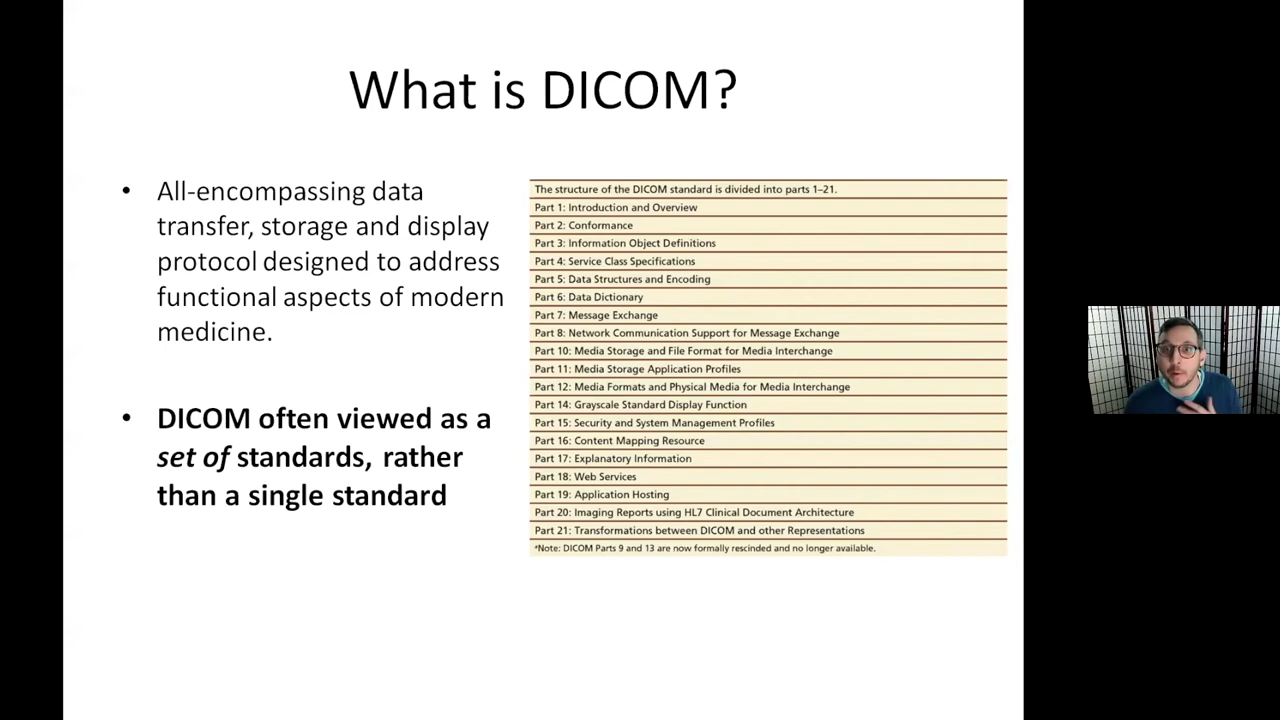 What is DICOM?
• All-encompassing data
transfer, storage and display
protocol designed to address
functional aspects of modern
medicine.
• DICOM often viewed as a
set of standards, rather
than a single standard
The structure of the DICOM standard is divided into parts 1–21.
Part 1: Introduction and Overview
Part 2: Conformance
Part 3: Information Object Definitions
Part 4: Service Class Specifications
Part 5: Data Structures and Encoding
Part 6: Data Dictionary
Part 7: Message Exchange
Part 8: Network Communication Support for Message Exchange
Part 10: Media Storage and File Format for Media Interchange
Part 11: Media Storage Application Profiles
Part 12: Media Formats and Physical Media for Media Interchange
Part 14: Grayscale Standard Display Function
Part 15: Security and System Management Profiles
Part 16: Content Mapping Resource
Part 17: Explanatory Information
Part 18: Web Services
Part 19: Application Hosting
Part 20: Imaging Reports using HL7 Clinical Document Architecture
Part 21: Transformations between DICOM and other Representations
*Note: DICOM Parts 9 and 13 are now formally rescinded and no longer available.